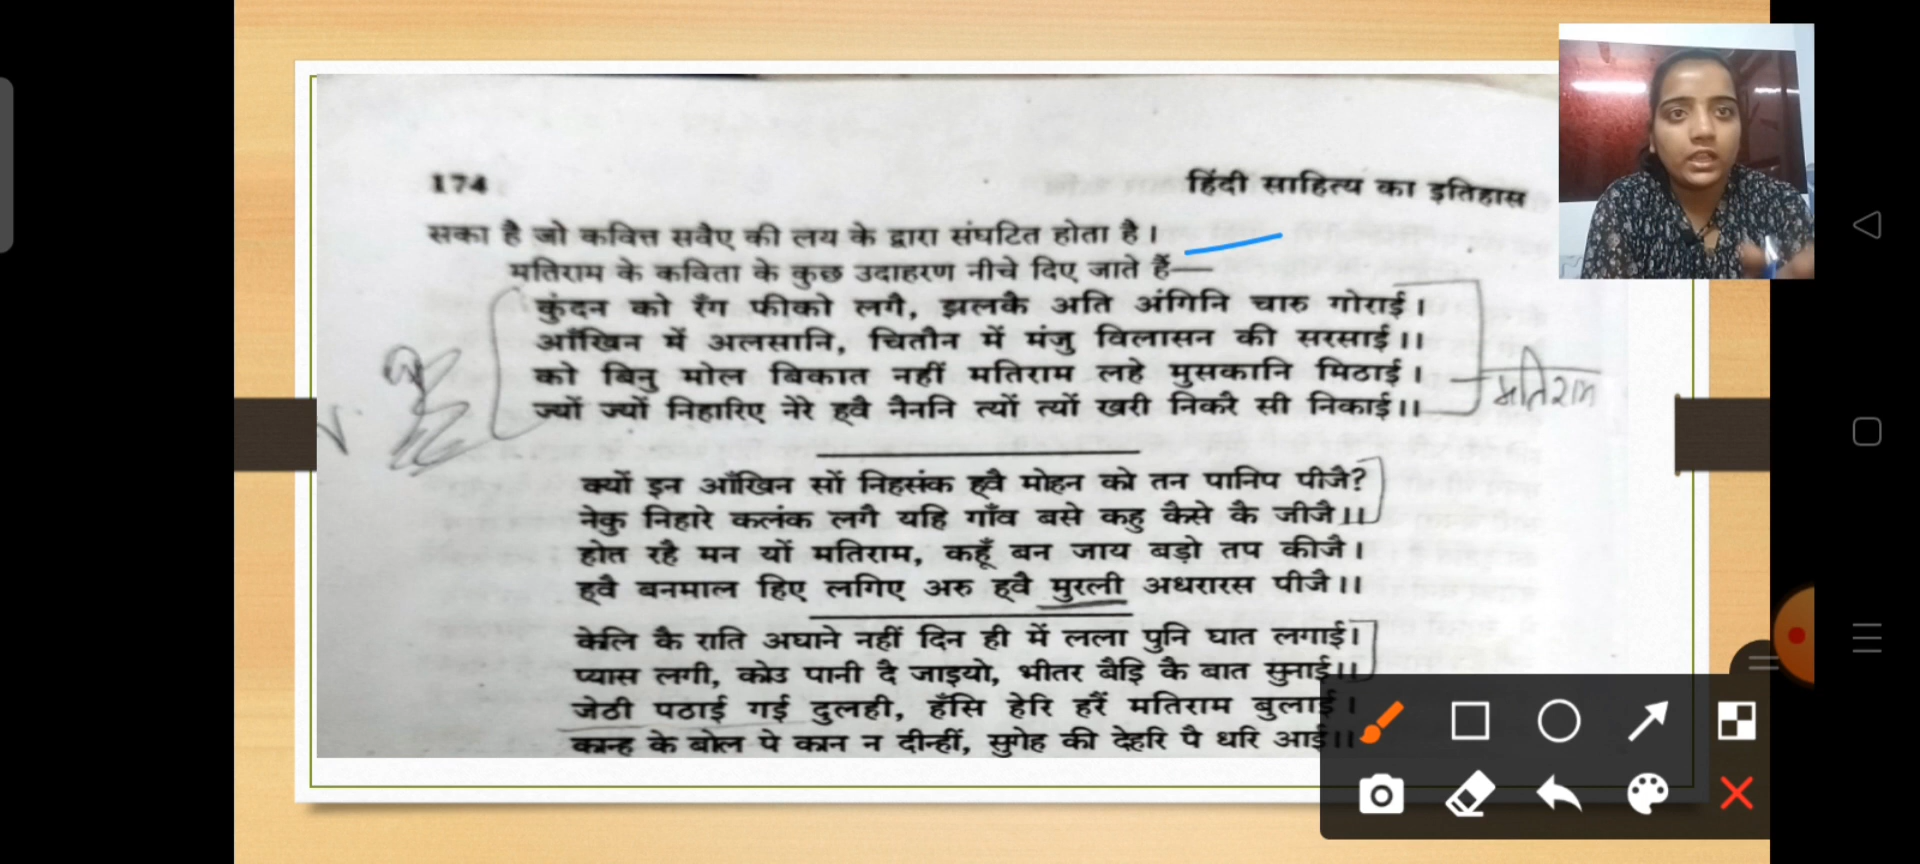 174
हिंदी साहित्य का इतिहास
सका है जो कवित्त सवैए की लय के द्वारा संघटित होता है।
मतिराम के कविता के कुछ उदाहरण नीचे दिए जाते हैं—
कुंदन को रँग फीको लगै, झलकै अति अंगिनि चारु गोराई।
आँखिन में अलसानि, चितौन में मंजु विलासन की सरसाई।।
को बिनु मोल बिकात नहीं मतिराम लहे मुसकानि मिठाई।
ज्यों ज्यों निहारिए नेरे ह्वै नैननि त्यों त्यों खरी निकरै सी निकाई।।
मतिराम
क्यों इन आँखिन सों निहसंक ह्वै मोहन को तन पानिप पीजै?
नेकु निहारे कलंक लगै यहि गाँव बसे कहु कैसे कै जीजै।।
होत रहै मन यों मतिराम, कहूँ बन जाय बड़ो तप कीजै।
ह्वै बनमाल हिए लगिए अरु ह्वै मुरली अधरारस पीजै।।
केलि कै राति अघाने नहीं दिन ही में लला पुनि घात लगाई।
प्यास लगी, कोउ पानी दै जाइयो, भीतर बैइि कै बात सुनाई।।
जेठी पठाई गई दुलही, हँसि हेरि हरैं मतिराम बुलाई।
कान्ह के बोल पे कान न दीन्हीं, सुगेह की देहरि पै धरि आई।।